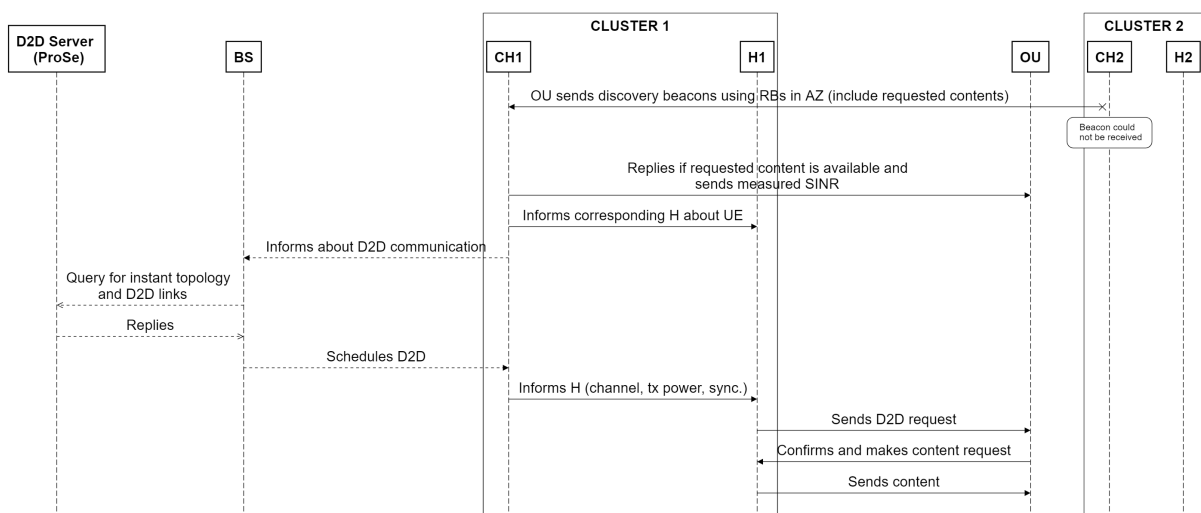 CLUSTER 1
CLUSTER 2
D2D Server
(ProSe)
BS
CH1
H1
OU
CH2
H2
OU sends discovery beacons using RBs in AZ (include requested contents)
Beacon could
not be received
Replies if requested content is available and
sends measured SINR
Informs corresponding H about UE
Informs about D2D communication
Query for instant topology
and D2D links
Replies
Schedules D2D
Informs H (channel, tx power, sync.)
Sends D2D request
Confirms and makes content request
Sends content